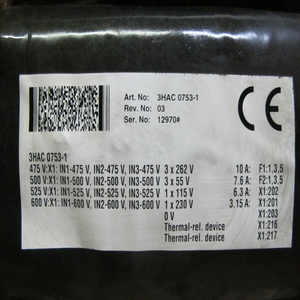 Art. No: 3HAC 0753-1
Rev. No: 03
Ser. No: 12970#
CE
3HAC 0753-1
475 V:X1: IN1-475 V, IN2-475 V, IN3-475 V 3 x 262 V 10 A: F1:1,3,5
500 V:X1: IN1-500 V, IN2-500 V, IN3-500 V 3 x 55 V 7.6 A: F2:1,3,5
525 V:X1: IN1-525 V, IN2-525 V, IN3-525 V 1 x 115 V 6.3 A: X1:202
600 V:X1: IN1-600 V, IN2-600 V, IN3-600 V 1 x 230 V 3.15 A: X1:201
0 V X1:203
Thermal-rel. device X1:216
Thermal-rel. device X1:217